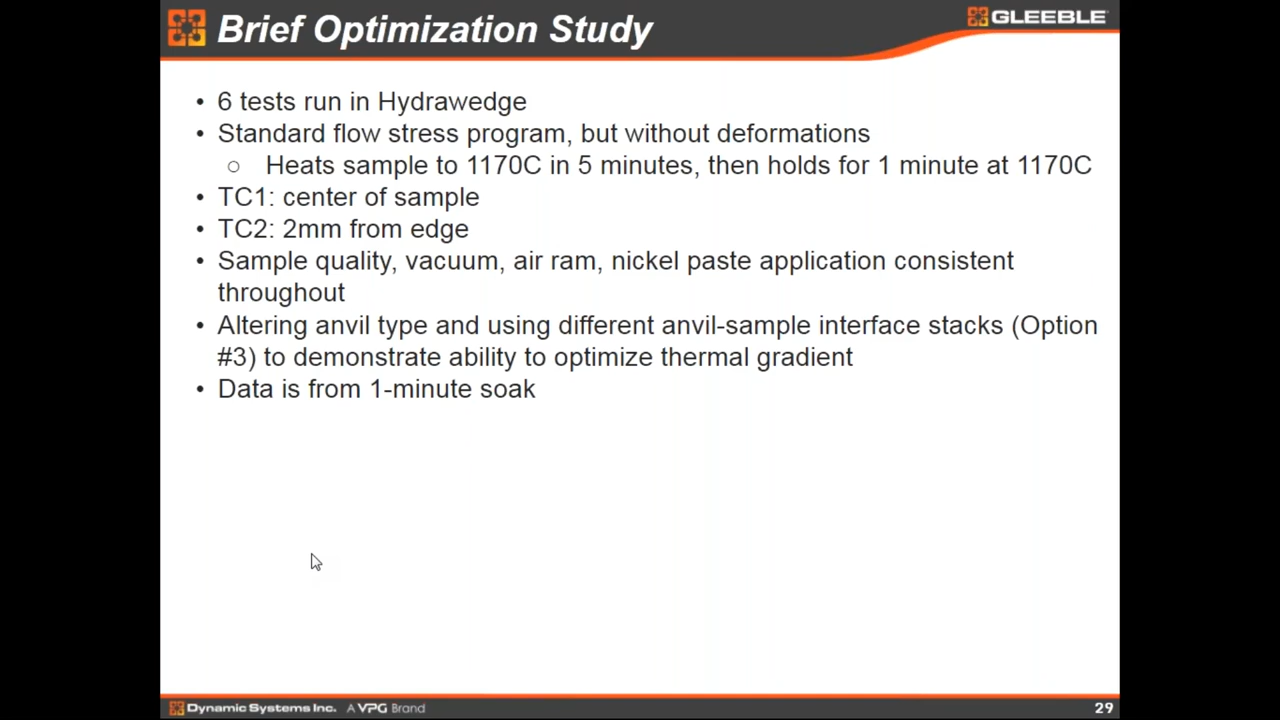 Brief Optimization Study
GLEEBLE
• 6 tests run in Hydrawedge
• Standard flow stress program, but without deformations
○ Heats sample to 1170C in 5 minutes, then holds for 1 minute at 1170C
• TC1: center of sample
• TC2: 2mm from edge
• Sample quality, vacuum, air ram, nickel paste application consistent
throughout
• Altering anvil type and using different anvil-sample interface stacks (Option
#3) to demonstrate ability to optimize thermal gradient
• Data is from 1-minute soak
Dynamic Systems Inc. A VPG Brand
29